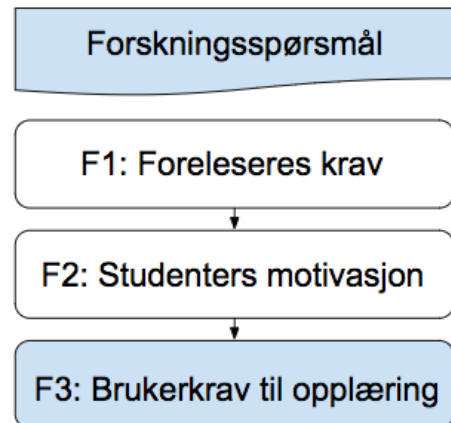 Forskningsspørsmål
F1: Foreleseres krav
F2: Studenters motivasjon
F3: Brukerkrav til opplæring